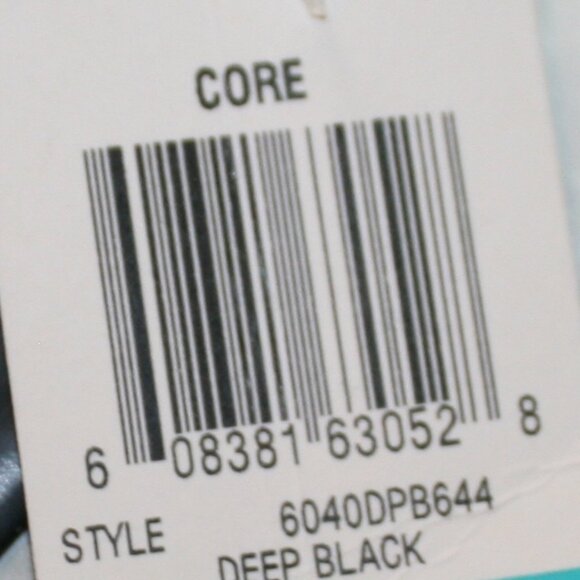 CORE
6 08381 63052 8
STYLE 6040DPB644
DEEP BLACK